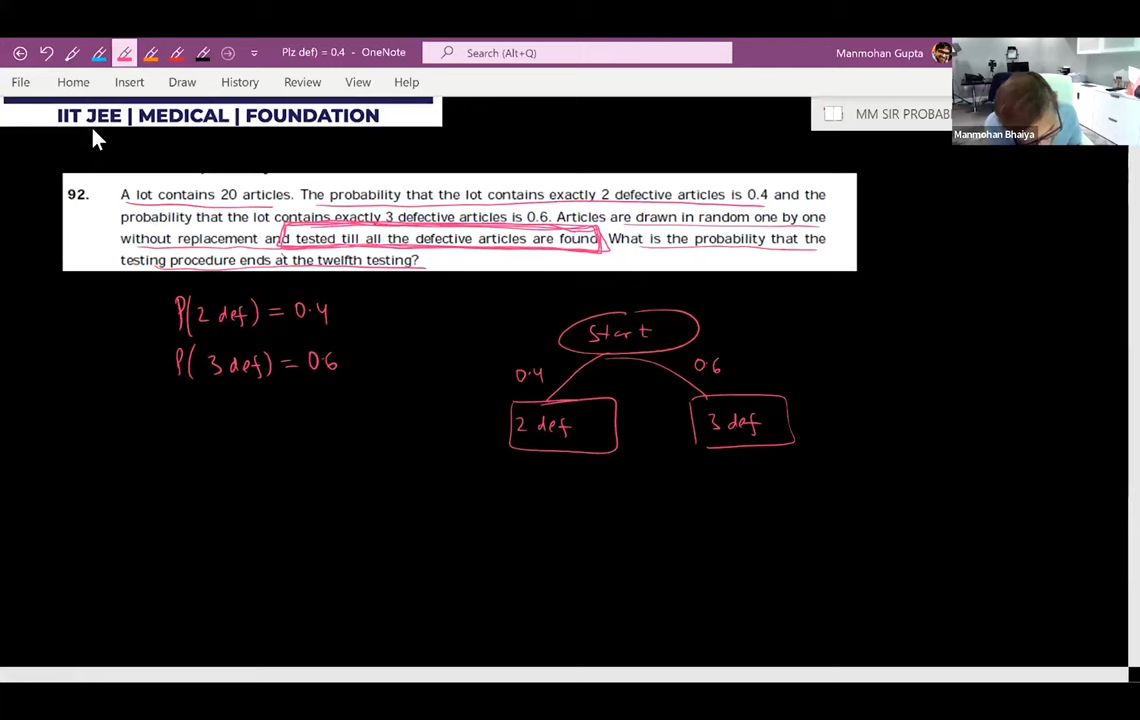 Plz def) = 0.4 - OneNote
Search (Alt+Q)
Manmohan Gupta
File Home Insert Draw History Review View Help
IIT JEE | MEDICAL | FOUNDATION
MM SIR PROBAB
Manmohan Bhaiya
92. A lot contains 20 articles. The probability that the lot contains exactly 2 defective articles is 0.4 and the
probability that the lot contains exactly 3 defective articles is 0.6. Articles are drawn in random one by one
without replacement and tested till all the defective articles are found. What is the probability that the
testing procedure ends at the twelfth testing?
P(2 def) = 0.4
P(3 def) = 0.6
Start
0.4 0.6
2 def 3 def